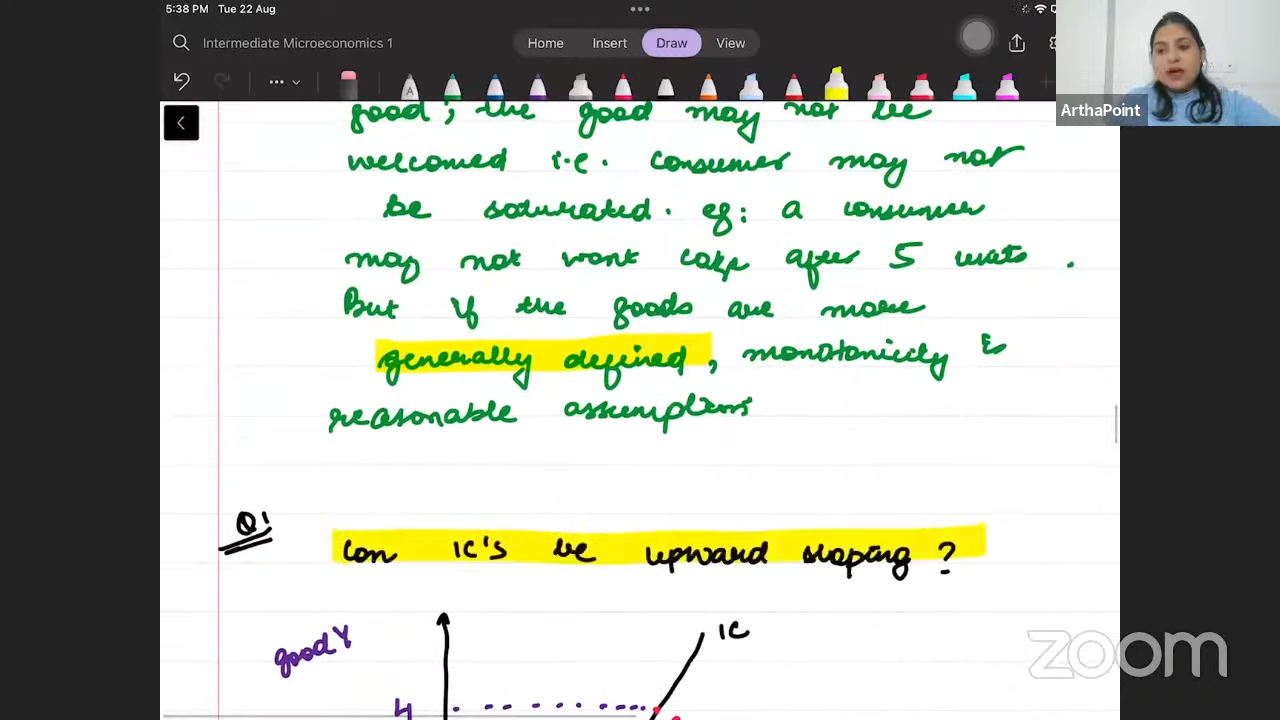 5:38 PM Tue 22 Aug
Intermediate Microeconomics 1
Home Insert Draw View
ArthaPoint
good, the good may not be
welcomed i.e. consumer may not
be saturated. eg: a consumer
may not want cake after 5 units.
But if the goods are more
generally defined, monotonicity is
reasonable assumption
Q1
Can IC's be upward sloping?
good Y
IC
4
zoom